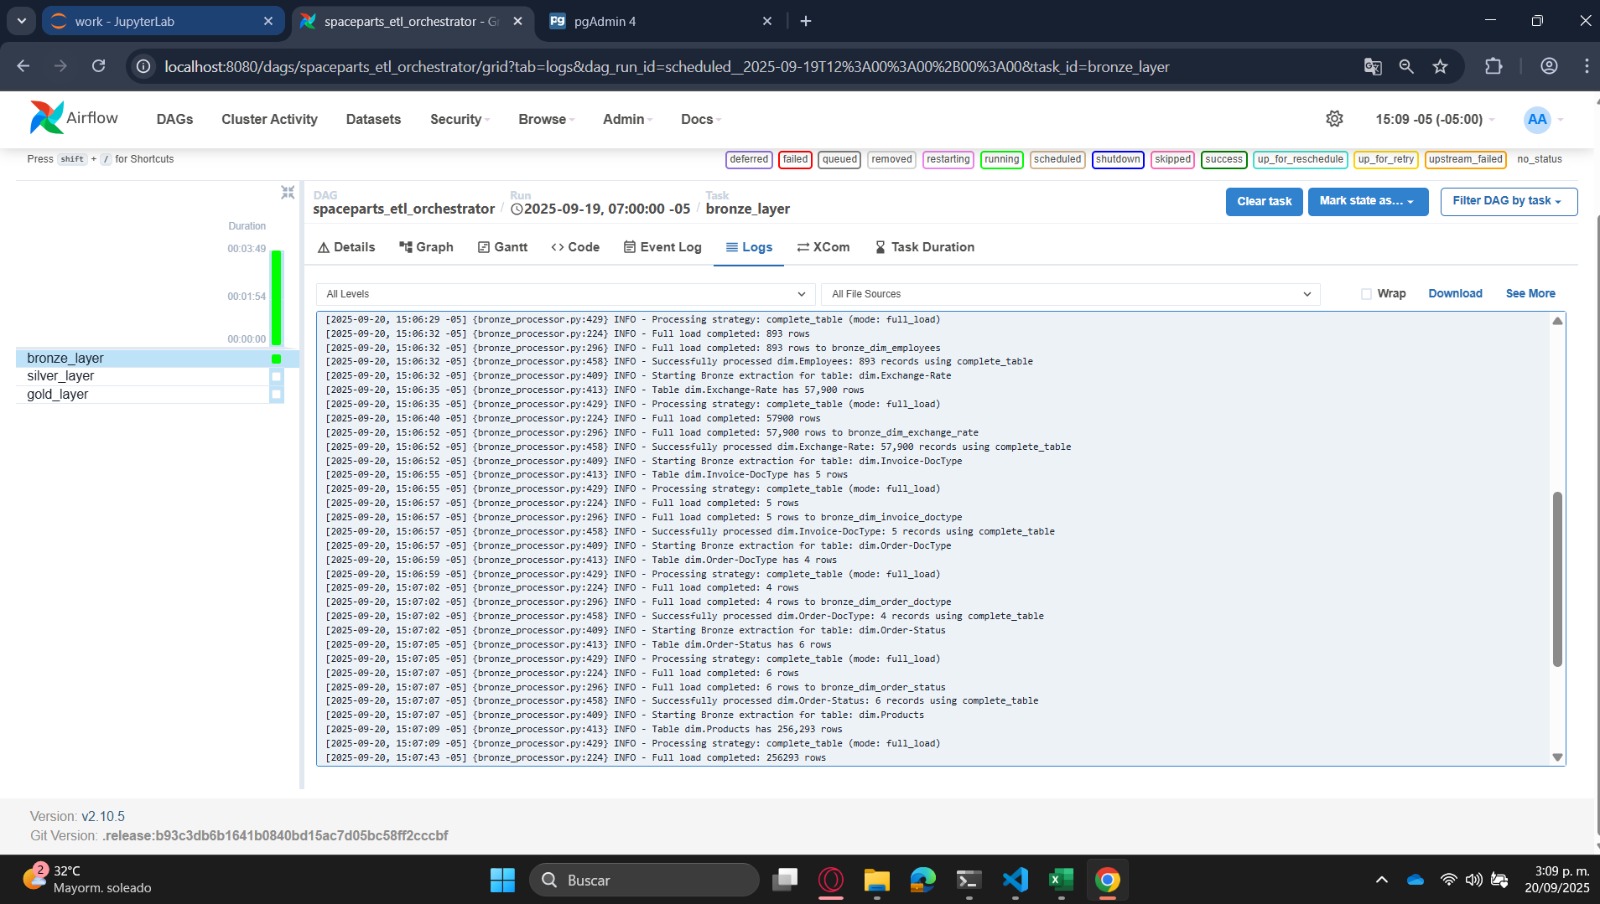 work - JupyterLab
spaceparts_etl_orchestrator - Gr
pgAdmin 4
localhost:8080/dags/spaceparts_etl_orchestrator/grid?tab=logs&dag_run_id=scheduled__2025-09-19T12%3A00%3A00%2B00%3A00&task_id=bronze_layer
Airflow
DAGs
Cluster Activity
Datasets
Security
Browse
Admin
Docs
15:09 -05 (-05:00)
AA
Press shift + / for Shortcuts
deferred
failed
queued
removed
restarting
running
scheduled
shutdown
skipped
success
up_for_reschedule
up_for_retry
upstream_failed
no_status
Duration
00:03:49
00:01:54
00:00:00
bronze_layer
silver_layer
gold_layer
DAG
spaceparts_etl_orchestrator
/
Run
2025-09-19, 07:00:00 -05
/
Task
bronze_layer
Clear task
Mark state as...
Filter DAG by task
Details
Graph
Gantt
Code
Event Log
Logs
XCom
Task Duration
All Levels
All File Sources
Wrap
Download
See More
[2025-09-20, 15:06:29 -05] {bronze_processor.py:429} INFO - Processing strategy: complete_table (mode: full_load)
[2025-09-20, 15:06:32 -05] {bronze_processor.py:224} INFO - Full load completed: 893 rows
[2025-09-20, 15:06:32 -05] {bronze_processor.py:296} INFO - Full load completed: 893 rows to bronze_dim_employees
[2025-09-20, 15:06:32 -05] {bronze_processor.py:458} INFO - Successfully processed dim.Employees: 893 records using complete_table
[2025-09-20, 15:06:32 -05] {bronze_processor.py:409} INFO - Starting Bronze extraction for table: dim.Exchange-Rate
[2025-09-20, 15:06:35 -05] {bronze_processor.py:413} INFO - Table dim.Exchange-Rate has 57,900 rows
[2025-09-20, 15:06:35 -05] {bronze_processor.py:429} INFO - Processing strategy: complete_table (mode: full_load)
[2025-09-20, 15:06:40 -05] {bronze_processor.py:224} INFO - Full load completed: 57900 rows
[2025-09-20, 15:06:52 -05] {bronze_processor.py:296} INFO - Full load completed: 57,900 rows to bronze_dim_exchange_rate
[2025-09-20, 15:06:52 -05] {bronze_processor.py:458} INFO - Successfully processed dim.Exchange-Rate: 57,900 records using complete_table
[2025-09-20, 15:06:52 -05] {bronze_processor.py:409} INFO - Starting Bronze extraction for table: dim.Invoice-DocType
[2025-09-20, 15:06:55 -05] {bronze_processor.py:413} INFO - Table dim.Invoice-DocType has 5 rows
[2025-09-20, 15:06:55 -05] {bronze_processor.py:429} INFO - Processing strategy: complete_table (mode: full_load)
[2025-09-20, 15:06:57 -05] {bronze_processor.py:224} INFO - Full load completed: 5 rows
[2025-09-20, 15:06:57 -05] {bronze_processor.py:296} INFO - Full load completed: 5 rows to bronze_dim_invoice_doctype
[2025-09-20, 15:06:57 -05] {bronze_processor.py:458} INFO - Successfully processed dim.Invoice-DocType: 5 records using complete_table
[2025-09-20, 15:06:57 -05] {bronze_processor.py:409} INFO - Starting Bronze extraction for table: dim.Order-DocType
[2025-09-20, 15:06:59 -05] {bronze_processor.py:413} INFO - Table dim.Order-DocType has 4 rows
[2025-09-20, 15:06:59 -05] {bronze_processor.py:429} INFO - Processing strategy: complete_table (mode: full_load)
[2025-09-20, 15:07:02 -05] {bronze_processor.py:224} INFO - Full load completed: 4 rows
[2025-09-20, 15:07:02 -05] {bronze_processor.py:296} INFO - Full load completed: 4 rows to bronze_dim_order_doctype
[2025-09-20, 15:07:02 -05] {bronze_processor.py:458} INFO - Successfully processed dim.Order-DocType: 4 records using complete_table
[2025-09-20, 15:07:02 -05] {bronze_processor.py:409} INFO - Starting Bronze extraction for table: dim.Order-Status
[2025-09-20, 15:07:05 -05] {bronze_processor.py:413} INFO - Table dim.Order-Status has 6 rows
[2025-09-20, 15:07:05 -05] {bronze_processor.py:429} INFO - Processing strategy: complete_table (mode: full_load)
[2025-09-20, 15:07:07 -05] {bronze_processor.py:224} INFO - Full load completed: 6 rows
[2025-09-20, 15:07:07 -05] {bronze_processor.py:296} INFO - Full load completed: 6 rows to bronze_dim_order_status
[2025-09-20, 15:07:07 -05] {bronze_processor.py:458} INFO - Successfully processed dim.Order-Status: 6 records using complete_table
[2025-09-20, 15:07:07 -05] {bronze_processor.py:409} INFO - Starting Bronze extraction for table: dim.Products
[2025-09-20, 15:07:09 -05] {bronze_processor.py:413} INFO - Table dim.Products has 256,293 rows
[2025-09-20, 15:07:09 -05] {bronze_processor.py:429} INFO - Processing strategy: complete_table (mode: full_load)
[2025-09-20, 15:07:43 -05] {bronze_processor.py:224} INFO - Full load completed: 256293 rows
Version: v2.10.5
Git Version: .release:b93c3db6b1641b0840bd15ac7d05bc58ff2cccbf
2
32°C
Mayorm. soleado
Buscar
3:09 p. m.
20/09/2025